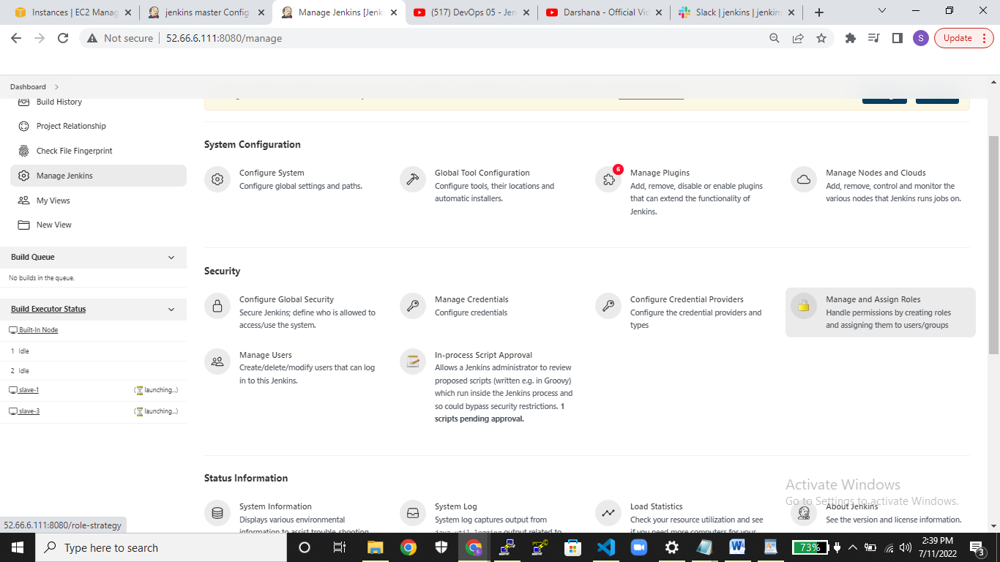 Instances | EC2 Manag
jenkins master Config
Manage Jenkins [Jenk
(517) DevOps 05 - Jen
Darshana - Official Vid
Slack | jenkins | jenkins
Not secure
52.66.6.111:8080/manage
S
Update
Dashboard
Build History
Project Relationship
Check File Fingerprint
Manage Jenkins
My Views
New View
Build Queue
No builds in the queue.
Build Executor Status
Built-In Node
1 Idle
2 Idle
slave-1
(launching...)
slave-3
(launching...)
System Configuration
Configure System
Configure global settings and paths.
Global Tool Configuration
Configure tools, their locations and
automatic installers.
6
Manage Plugins
Add, remove, disable or enable plugins
that can extend the functionality of
Jenkins.
Manage Nodes and Clouds
Add, remove, control and monitor the
various nodes that Jenkins runs jobs on.
Security
Configure Global Security
Secure Jenkins; define who is allowed to
access/use the system.
Manage Credentials
Configure credentials
Configure Credential Providers
Configure the credential providers and
types
Manage and Assign Roles
Handle permissions by creating roles
and assigning them to users/groups
Manage Users
Create/delete/modify users that can log
in to this Jenkins.
In-process Script Approval
Allows a Jenkins administrator to review
proposed scripts (written e.g. in Groovy)
which run inside the Jenkins process and
so could bypass security restrictions. 1
scripts pending approval.
Status Information
System Information
Displays various environmental
information to assist trouble-shooting.
System Log
System log captures output from
java.util.logging output related to
Load Statistics
Check your resource utilization and see
if you need more computers for your
About Jenkins
See the version and license information.
Activate Windows
Go to Settings to activate Windows.
52.66.6.111:8080/role-strategy
Type here to search
73%
2:39 PM
7/11/2022
3